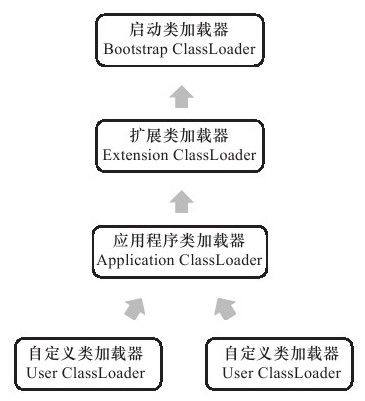 启动类加载器
Bootstrap ClassLoader
扩展类加载器
Extension ClassLoader
应用程序类加载器
Application ClassLoader
自定义类加载器
User ClassLoader
自定义类加载器
User ClassLoader